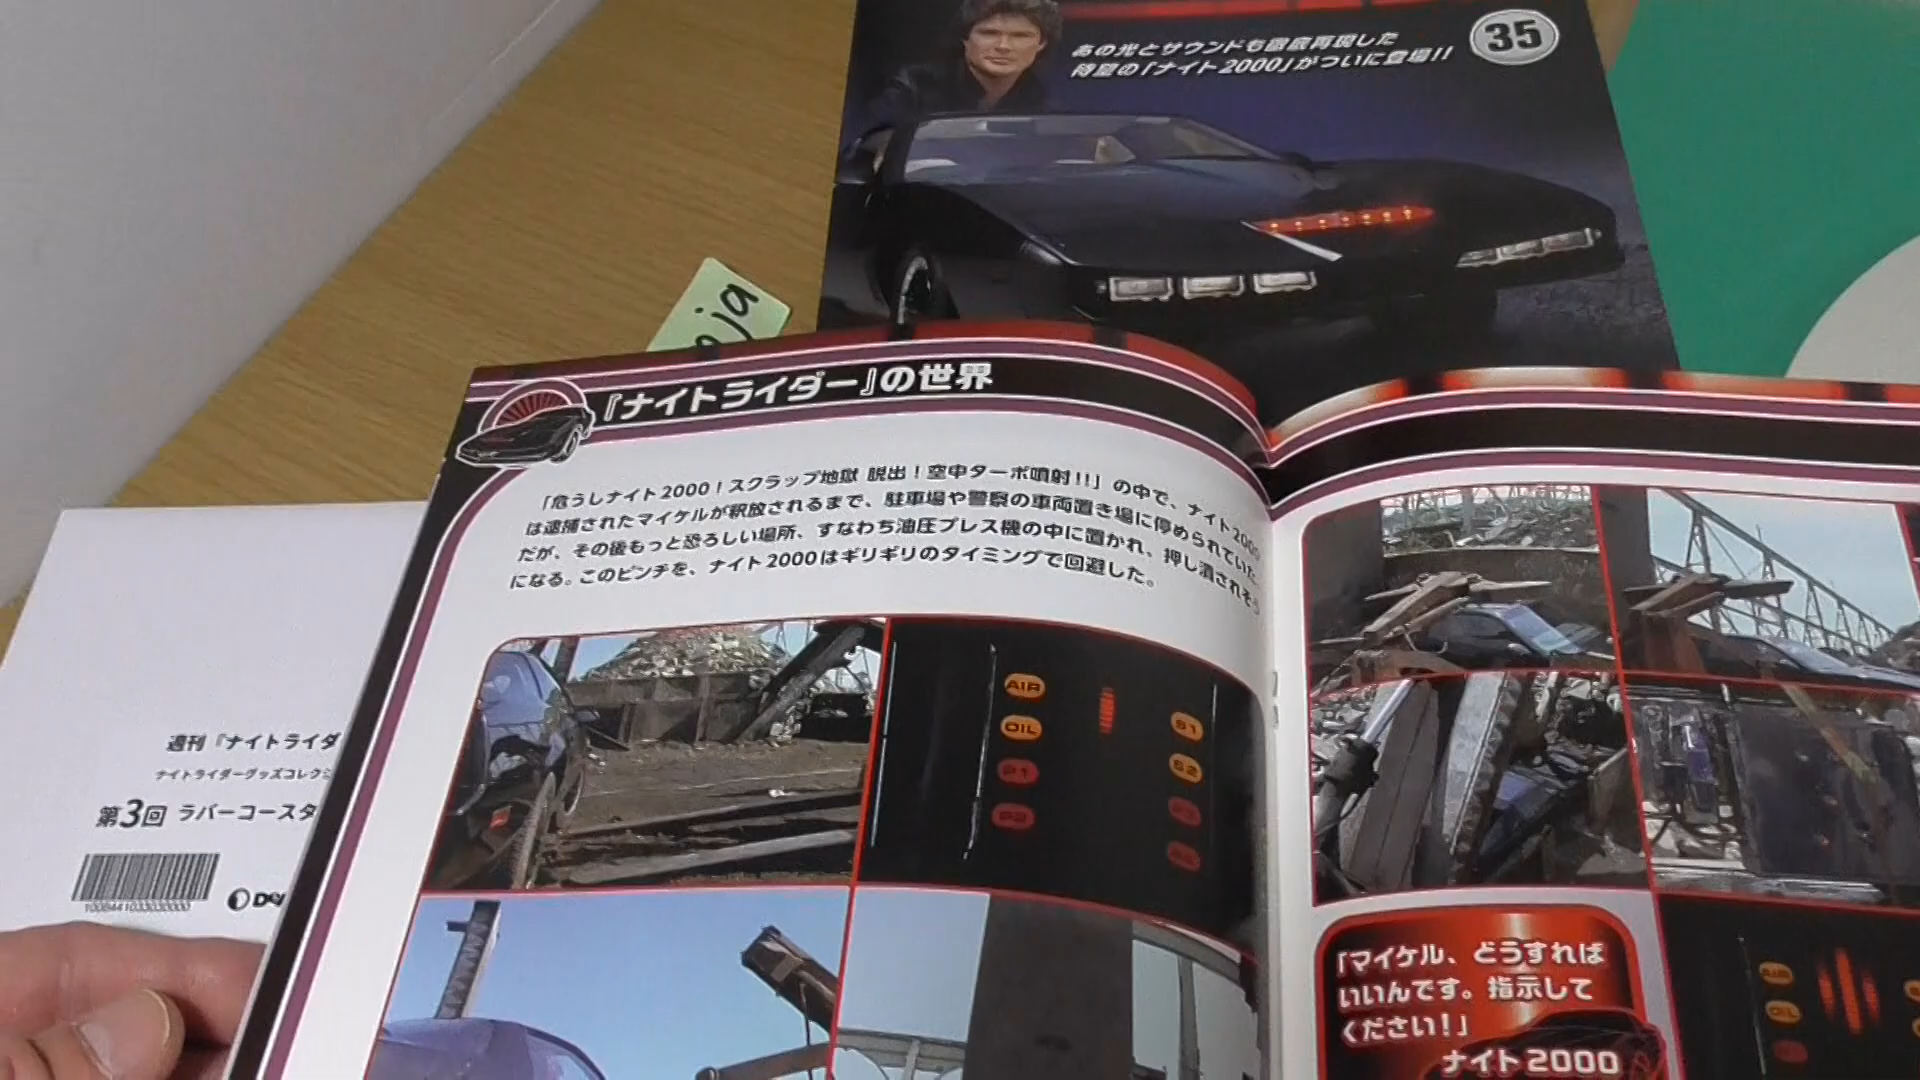 あの光とサウンドも徹底再現した
待望の「ナイト2000」がついに登場!!
35
『ナイトライダー』の世界
「危うしナイト2000！スクラップ地獄 脱出！空中ターボ噴射!!」の中で、ナイト2000
は逮捕されたマイケルが釈放されるまで、駐車場や警察の車両置き場に停められていた。
だが、その後もっと恐ろしい場所、すなわち油圧プレス機の中に置かれ、押し潰されそう
になる。このピンチを、ナイト2000はギリギリのタイミングで回避した。
AIR
OIL
P1
P2
S1
S2
週刊『ナイトライダ
ナイトライダーグッズコレクシ
第3回 ラバーコースタ
「マイケル、どうすれば
いいんです。指示して
ください！」
ナイト2000
AIR
OIL